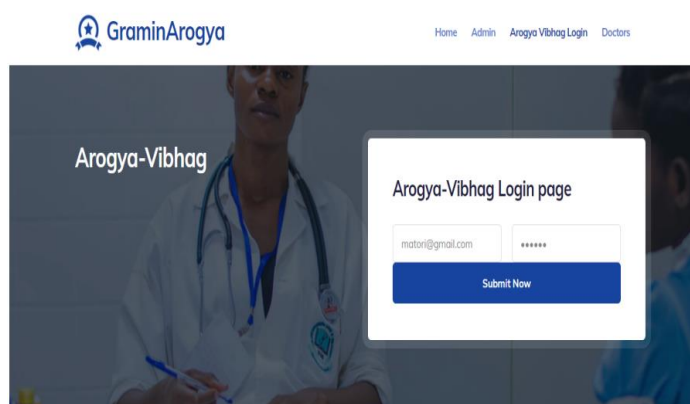 GraminArogya
Home Admin Arogya Vibhag Login Doctors
Arogya-Vibhag
Arogya-Vibhag Login page
matori@gmail.com ••••••
Submit Now